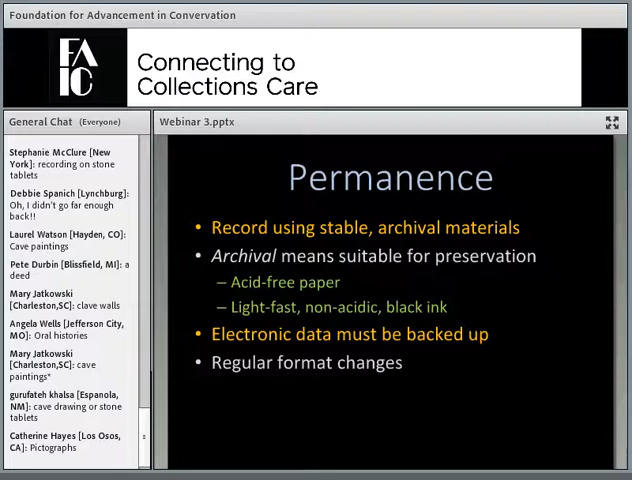 Foundation for Advancement in Convervation
FA
IC
Connecting to
Collections Care
General Chat (Everyone)
Stephanie McClure [New
York]: recording on stone
tablets
Debbie Spanich [Lynchburg]:
Oh, I didn't go far enough
back!!
Laurel Watson [Hayden, CO]:
Cave paintings
Pete Durbin [Blissfield, MI]: a
deed
Mary Jatkowski
[Charleston,SC]: clave walls
Angela Wells [Jefferson City,
MO]: Oral histories
Mary Jatkowski
[Charleston,SC]: cave
paintings*
gurufateh khalsa [Espanola,
NM]: cave drawing or stone
tablets
Catherine Hayes [Los Osos,
CA]: Pictographs
Webinar 3.pptx
Permanence
• Record using stable, archival materials
• Archival means suitable for preservation
– Acid-free paper
– Light-fast, non-acidic, black ink
• Electronic data must be backed up
• Regular format changes